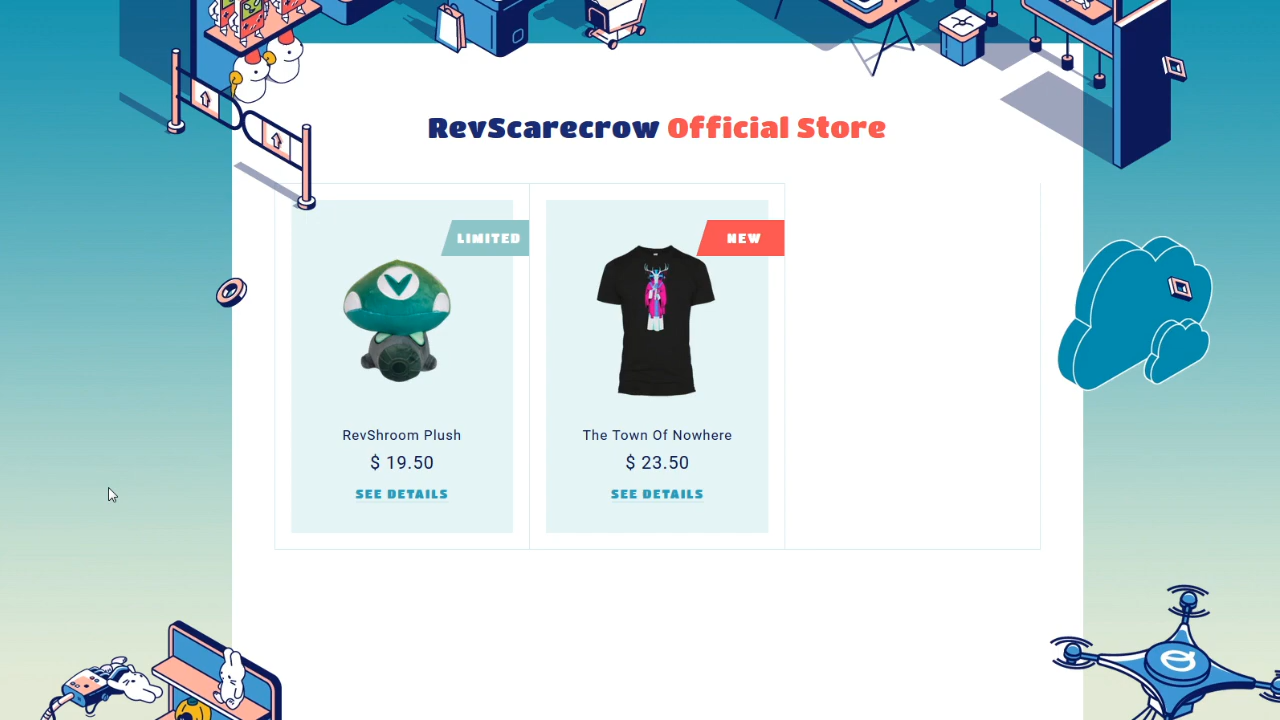 RevScarecrow Official Store
LIMITED
NEW
RevShroom Plush
$ 19.50
SEE DETAILS
The Town Of Nowhere
$ 23.50
SEE DETAILS